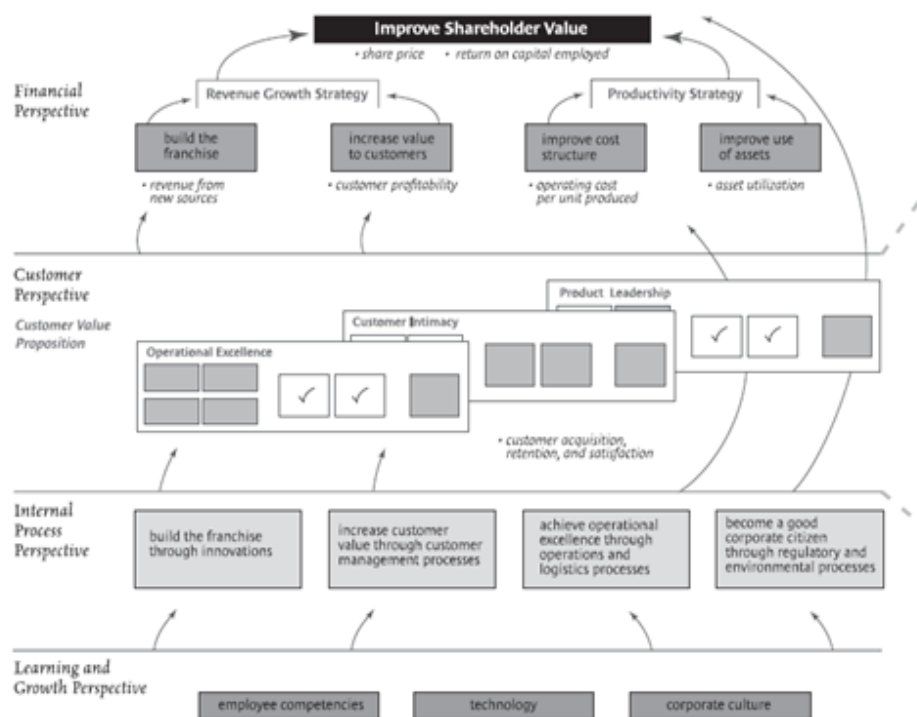 Improve Shareholder Value
• share price • return on capital employed
Financial
Perspective
Revenue Growth Strategy
Productivity Strategy
build the
franchise
increase value
to customers
improve cost
structure
improve use
of assets
• revenue from
new sources
• customer profitability
• operating cost
per unit produced
• asset utilization
Customer
Perspective
Customer Value
Proposition
Product Leadership
Customer Intimacy
Operational Excellence
• customer acquisition,
retention, and satisfaction
Internal
Process
Perspective
build the franchise
through innovations
increase customer
value through customer
management processes
achieve operational
excellence through
operations and
logistics processes
become a good
corporate citizen
through regulatory and
environmental processes
Learning and
Growth Perspective
employee competencies
technology
corporate culture